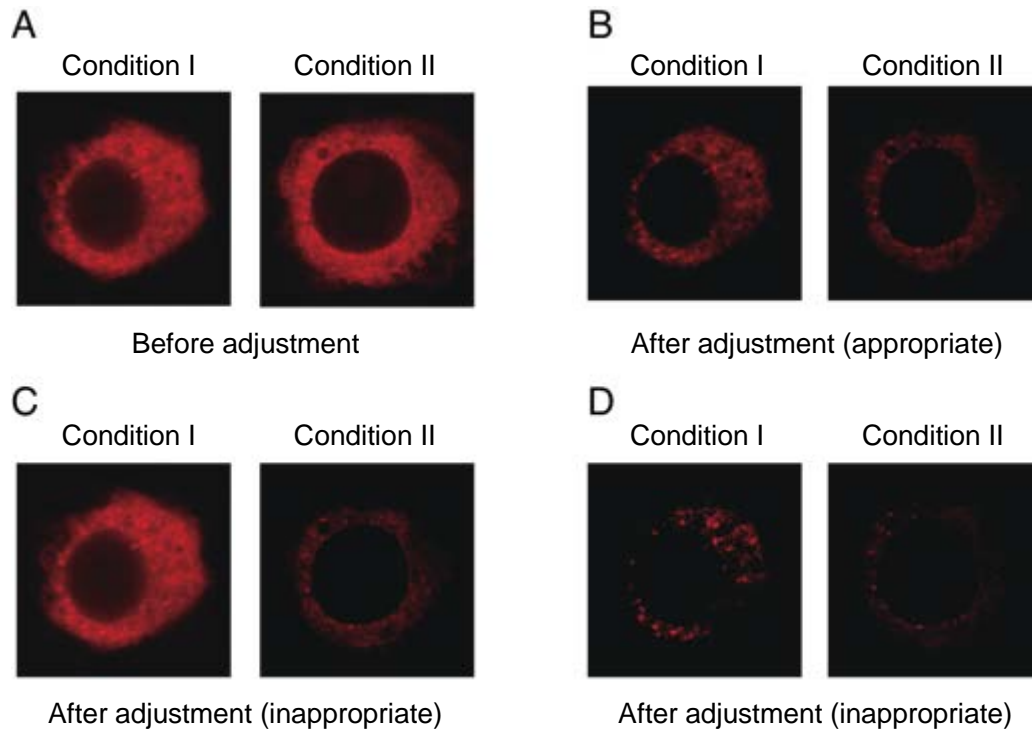 A
Condition I Condition II
Before adjustment
B
Condition I Condition II
After adjustment (appropriate)
C
Condition I Condition II
After adjustment (inappropriate)
D
Condition I Condition II
After adjustment (inappropriate)